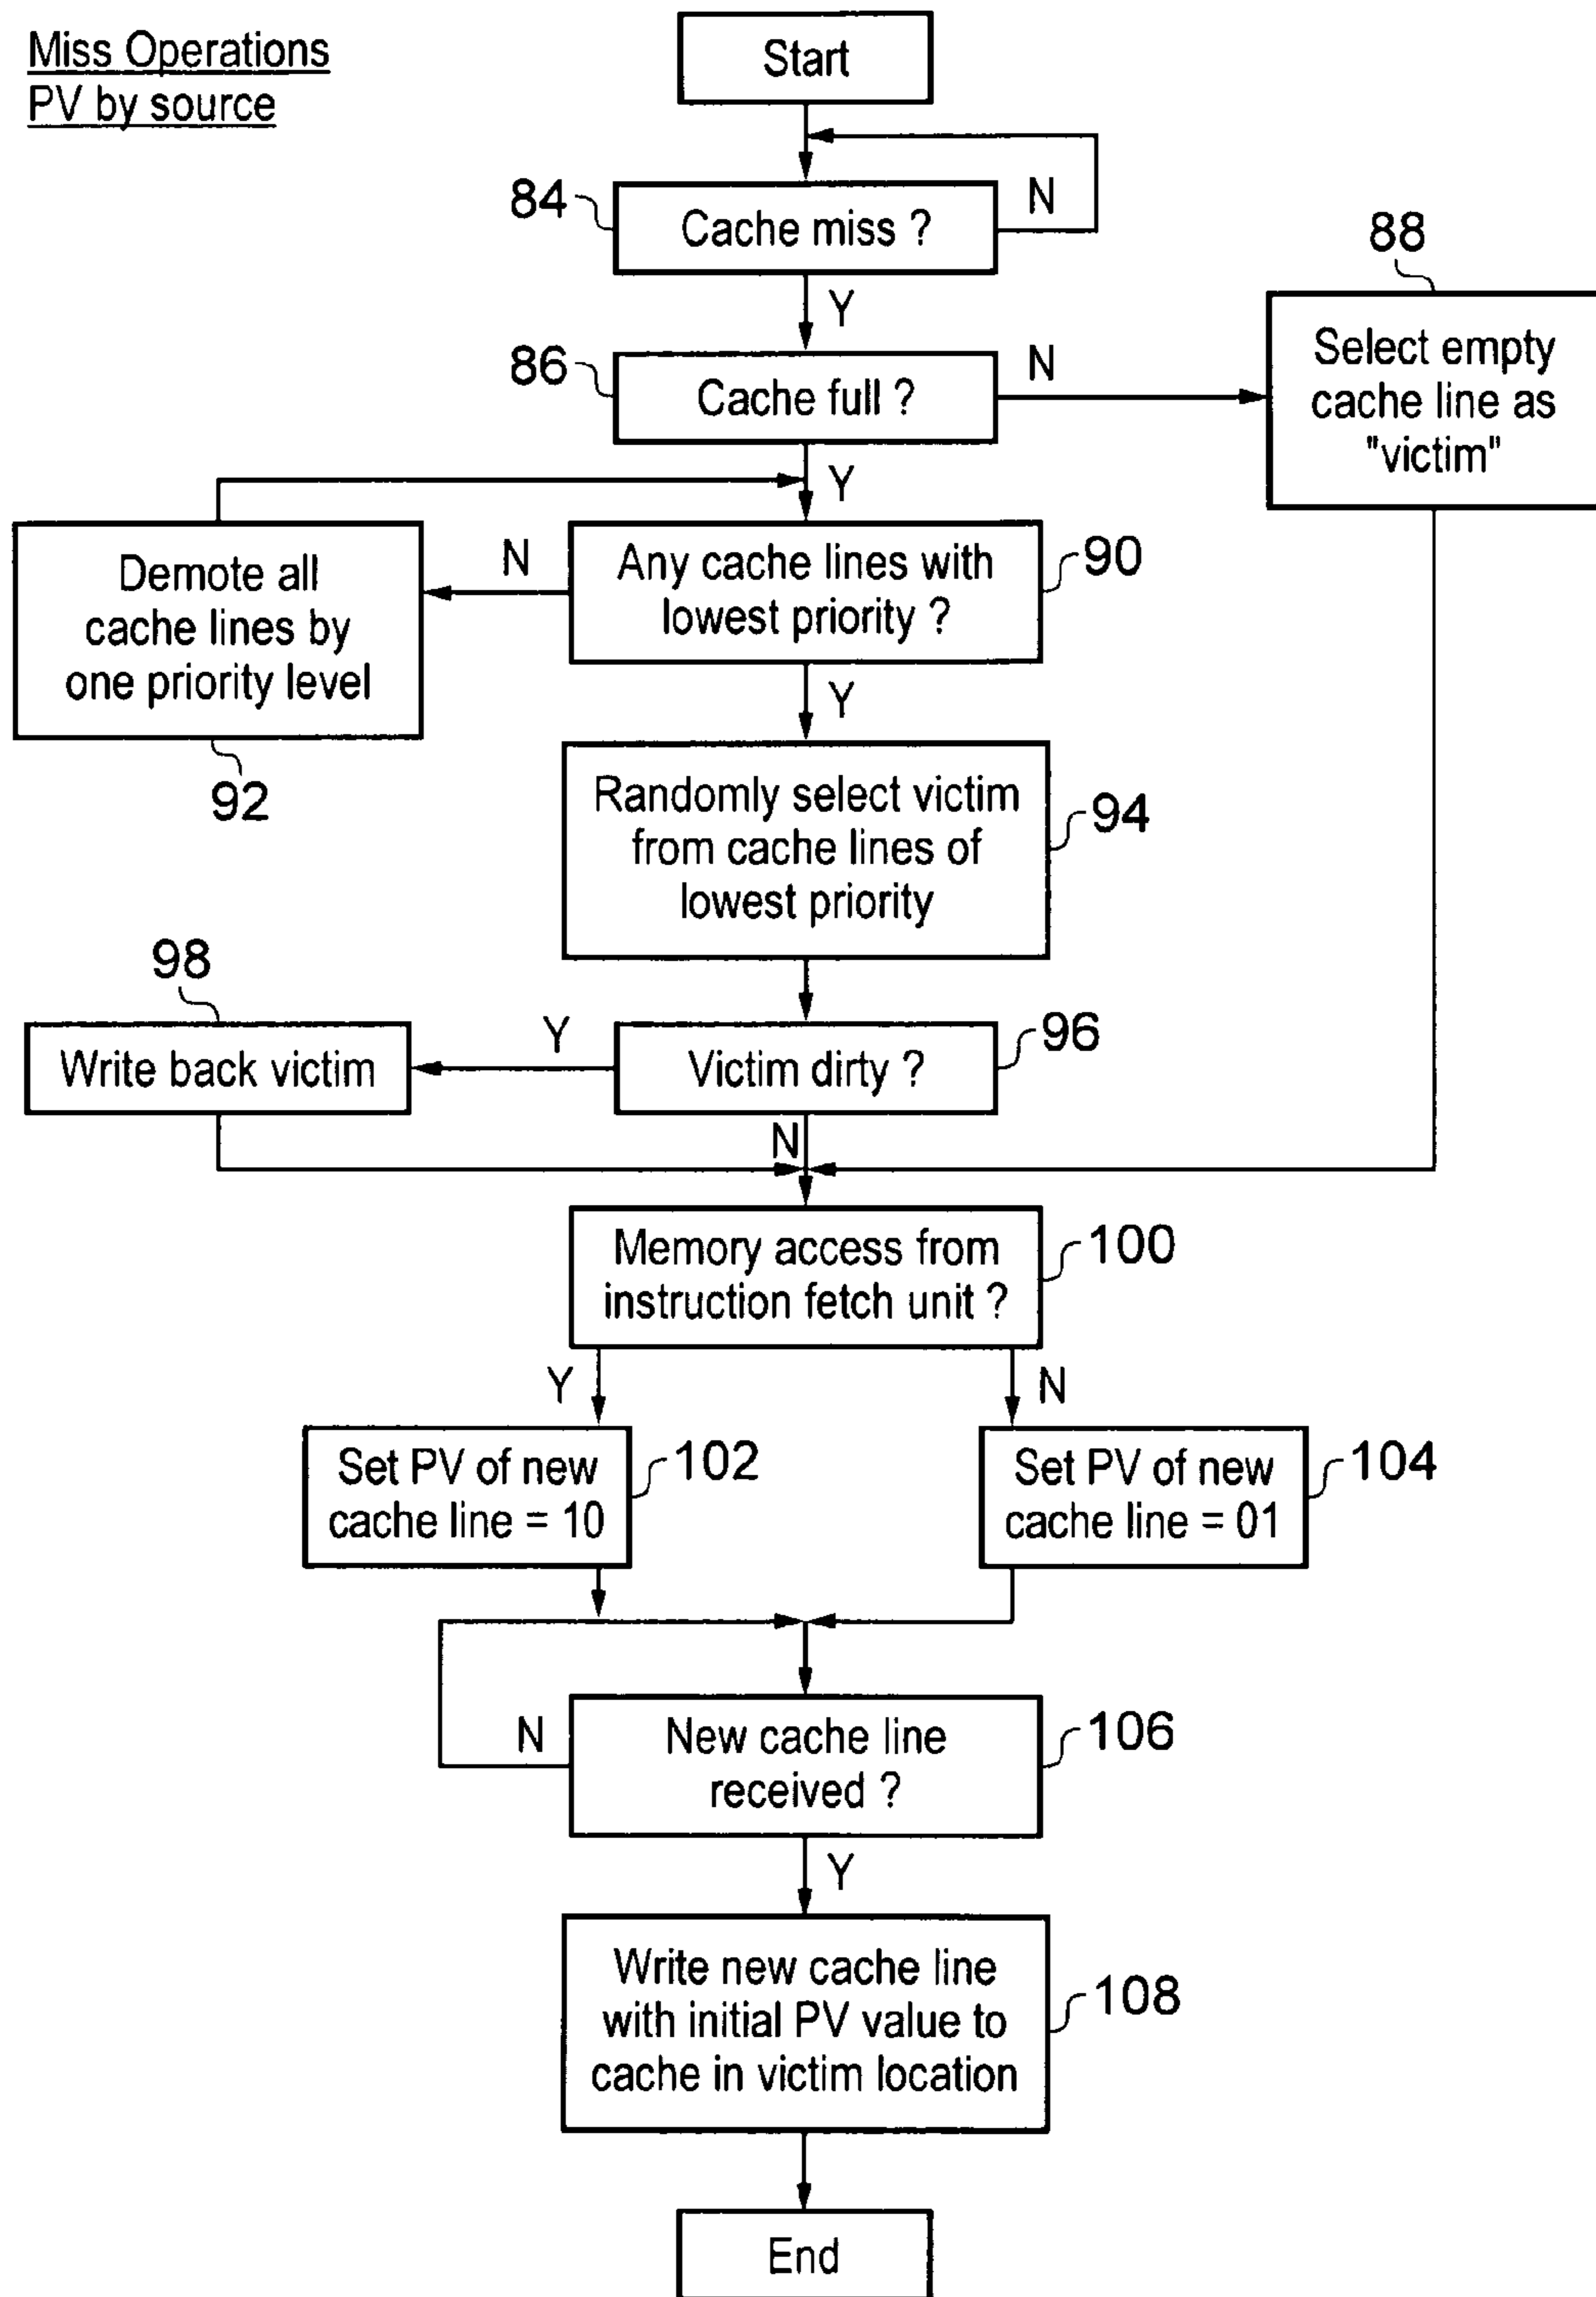 Miss Operations
PV by source
Start
84
Cache miss ?
N
Y
88
Select empty
cache line as
"victim"
86
Cache full ?
N
Y
Demote all
cache lines by
one priority level
92
N
Any cache lines with
lowest priority ?
90
Y
Randomly select victim
from cache lines of
lowest priority
94
98
Write back victim
Y
Victim dirty ?
96
N
Memory access from
instruction fetch unit ?
100
Y
N
Set PV of new
cache line = 10
102
Set PV of new
cache line = 01
104
N
New cache line
received ?
106
Y
Write new cache line
with initial PV value to
cache in victim location
108
End